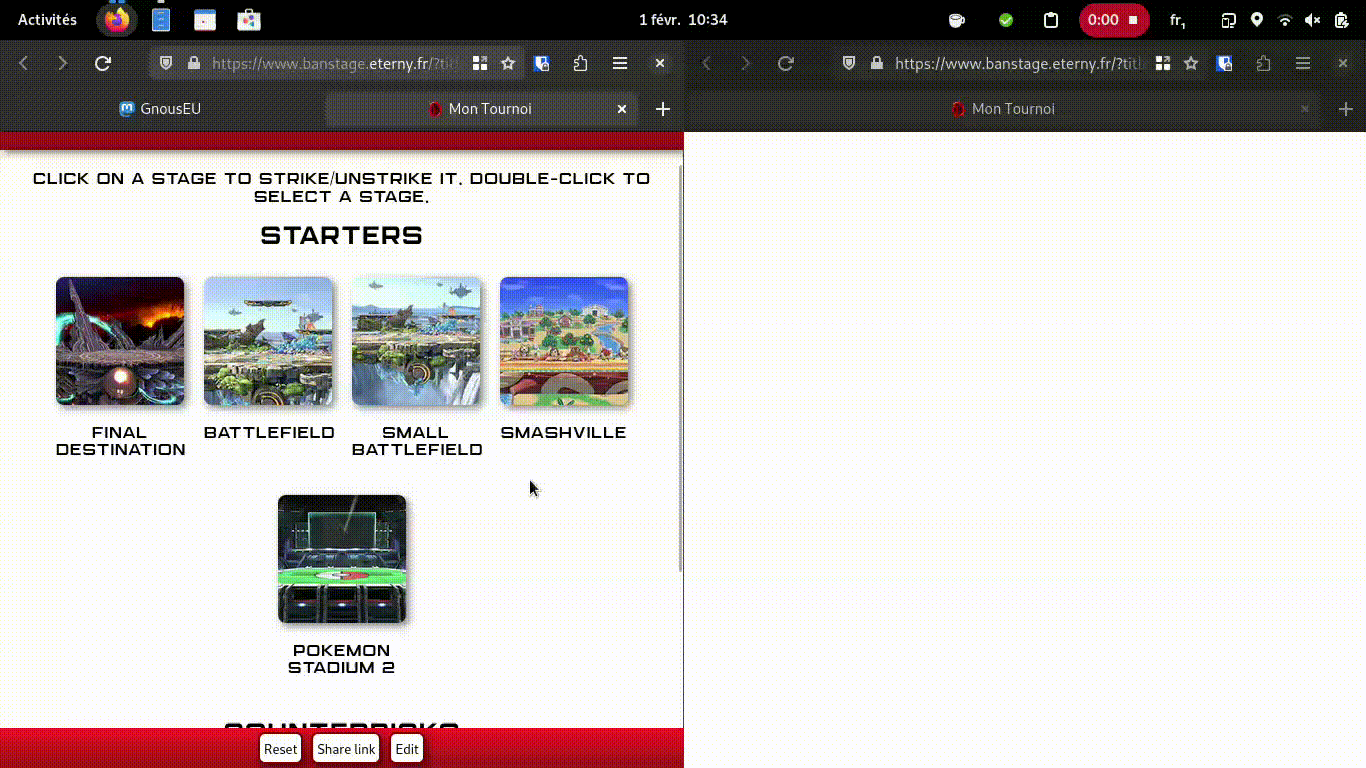 Activités
1 févr. 10:34
0:00
fr₁
https://www.banstage.eterny.fr/?titl
https://www.banstage.eterny.fr/?titl
GnousEU
Mon Tournoi
Mon Tournoi
CLICK ON A STAGE TO STRIKE/UNSTRIKE IT. DOUBLE-CLICK TO
SELECT A STAGE.
STARTERS
FINAL
DESTINATION
BATTLEFIELD
SMALL
BATTLEFIELD
SMASHVILLE
POKEMON
STADIUM 2
COUNTERPICKS
Reset
Share link
Edit